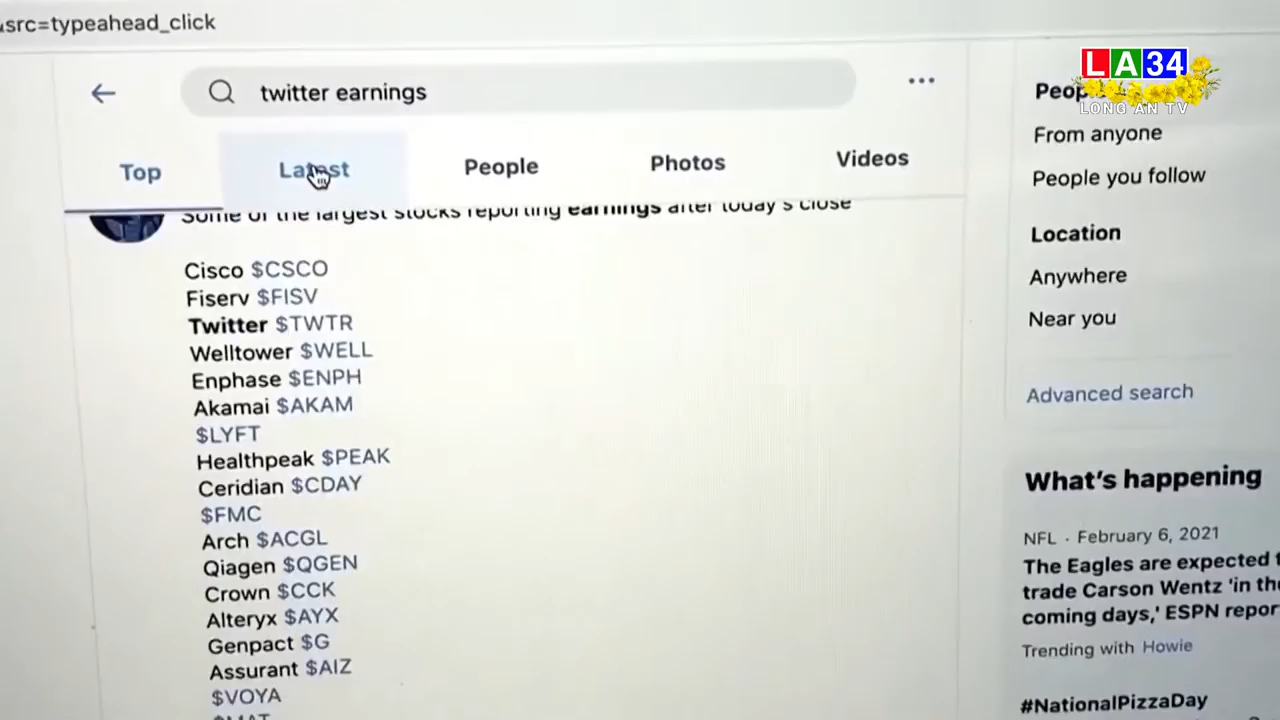 &src=typeahead_click
twitter earnings
Top
Latest
People
Photos
Videos
Some of the largest stocks reporting earnings after today's close
Cisco $CSCO
Fiserv $FISV
Twitter $TWTR
Welltower $WELL
Enphase $ENPH
Akamai $AKAM
$LYFT
Healthpeak $PEAK
Ceridian $CDAY
$FMC
Arch $ACGL
Qiagen $QGEN
Crown $CCK
Alteryx $AYX
Genpact $G
Assurant $AIZ
$VOYA
$MAT
LA34
LONG AN TV
From anyone
People you follow
Location
Anywhere
Near you
Advanced search
What's happening
NFL · February 6, 2021
The Eagles are expected
trade Carson Wentz 'in the
coming days,' ESPN repor
Trending with Howie
#NationalPizzaDay